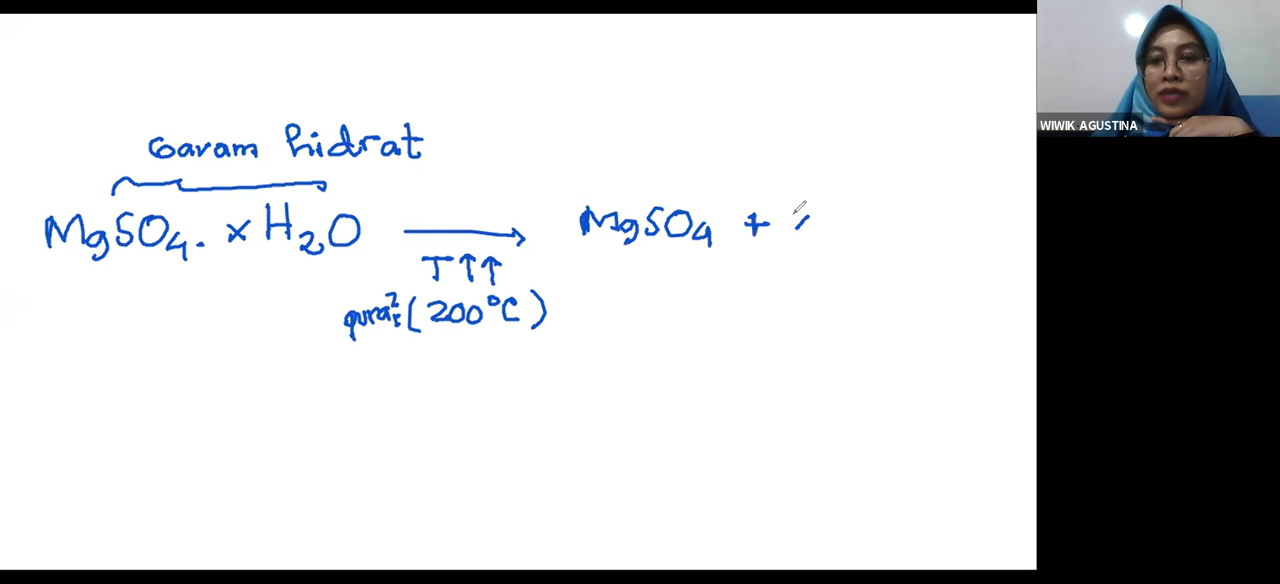 Garam hidrat
MgSO4. x H2O → MgSO4 +
T↑↑
(200°C)
WIWIK AGUSTINA